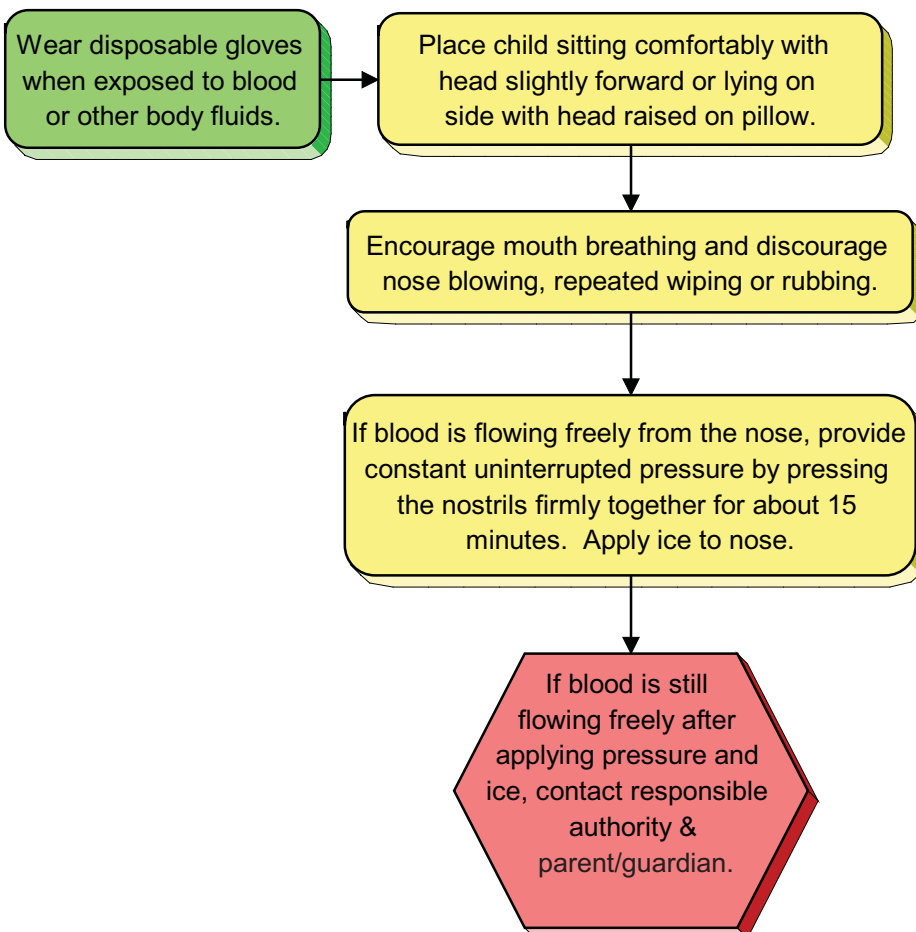 Wear disposable gloves
when exposed to blood
or other body fluids.
Place child sitting comfortably with
head slightly forward or lying on
side with head raised on pillow.
Encourage mouth breathing and discourage
nose blowing, repeated wiping or rubbing.
If blood is flowing freely from the nose, provide
constant uninterrupted pressure by pressing
the nostrils firmly together for about 15
minutes.  Apply ice to nose.
If blood is still
flowing freely after
applying pressure and
ice, contact responsible
authority &
parent/guardian.